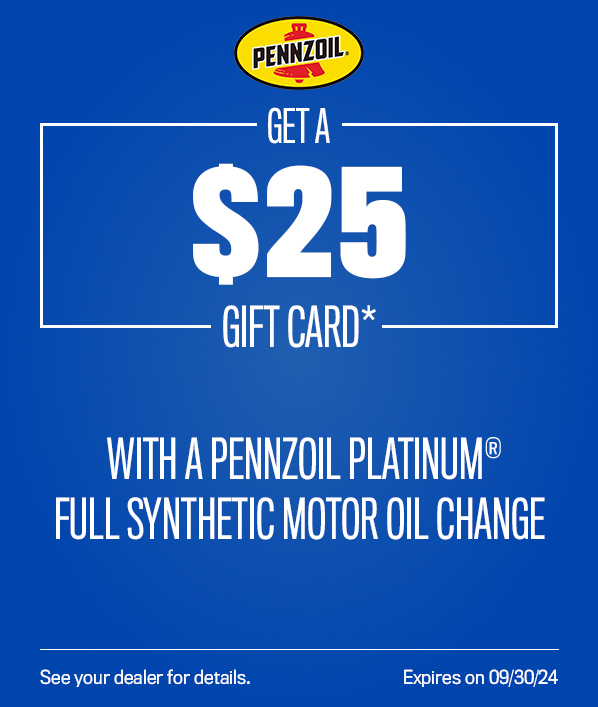 PENNZOIL®
GET A
$25
GIFT CARD*
WITH A PENNZOIL PLATINUM®
FULL SYNTHETIC MOTOR OIL CHANGE
See your dealer for details.
Expires on 09/30/24